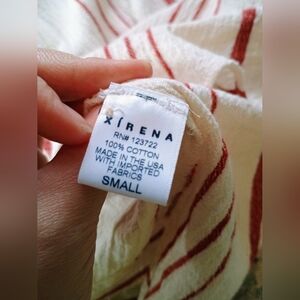 XÍRENA
RN# 123722
100% COTTON
MADE IN THE USA
WITH IMPORTED
FABRICS
SMALL